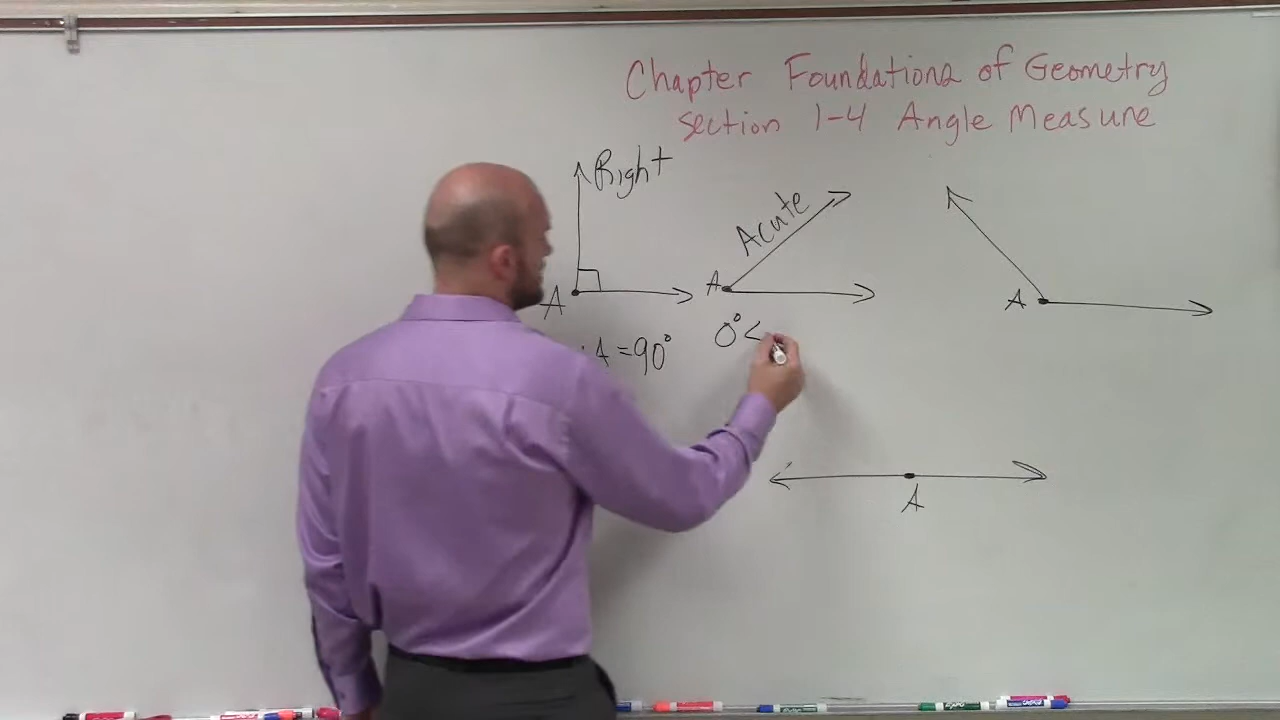 Chapter Foundations of Geometry
section 1-4 Angle Measure
Right
Acute
A
A
A
A = 90°
0° <
A